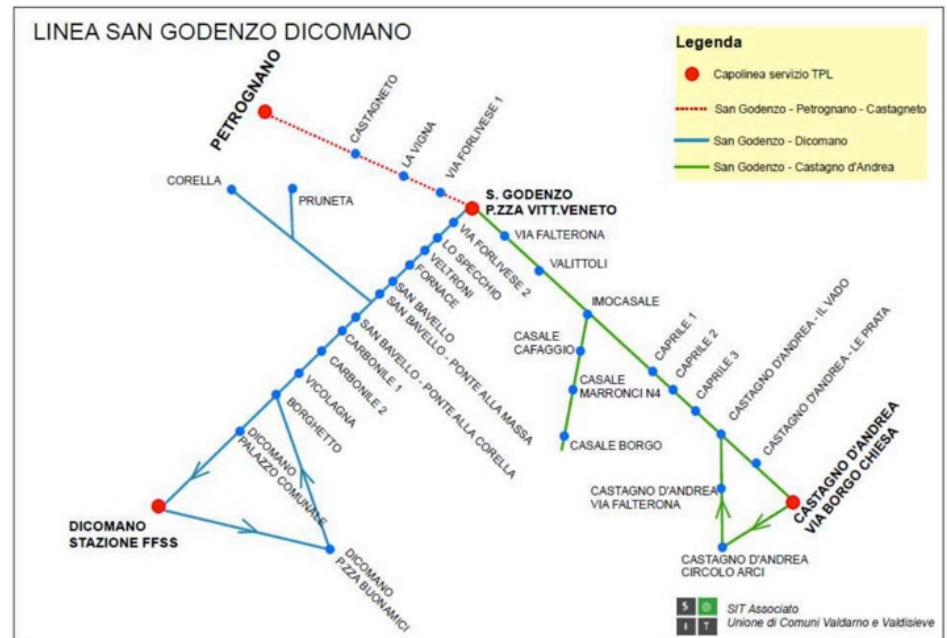 LINEA SAN GODENZO DICOMANO
Legenda
Capolinea servizio TPL
San Godenzo - Petrognano - Castagneto
San Godenzo - Dicomano
San Godenzo - Castagno d'Andrea
PETROGNANO
CASTAGNETO
LA VIGNA
VIA FORLIVESE 1
CORELLA
PRUNETA
S. GODENZO
P.ZZA VITT.VENETO
VIA FORLIVESE 2
LO SPECCHIO
VELTRONI
FORNACE
SAN BAVELLO
SAN BAVELLO - PONTE ALLA MASSA
SAN BAVELLO - PONTE ALLA CORELLA
CARBONILE 1
CARBONILE 2
VICOLAGNA
BORGHETTO
DICOMANO
PALAZZO COMUNALE
DICOMANO
STAZIONE FFSS
DICOMANO
P.ZZA BUONAMICI
VIA FALTERONA
VALITTOLI
IMOCASALE
CASALE
CAFAGGIO
CASALE
MARRONCI N4
CASALE BORGO
CAPRILE 1
CAPRILE 2
CAPRILE 3
CASTAGNO D'ANDREA - IL VADO
CASTAGNO D'ANDREA - LE PRATA
CASTAGNO D'ANDREA
VIA BORGO CHIESA
CASTAGNO D'ANDREA
VIA FALTERONA
CASTAGNO D'ANDREA
CIRCOLO ARCI
S
I T
SIT Associato
Unione di Comuni Valdarno e Valdisieve